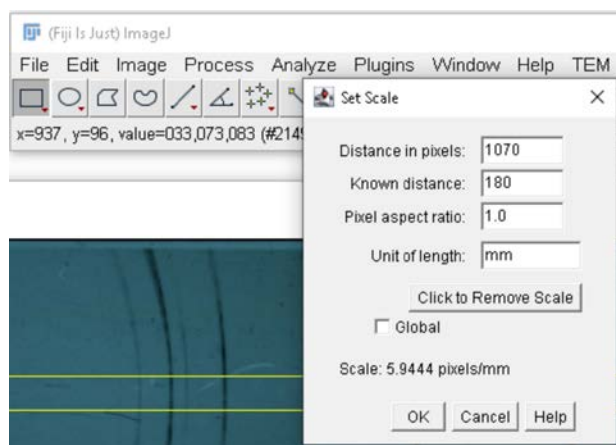 (Fiji Is Just) ImageJ
File Edit Image Process Analyze Plugins Window Help TEM
x=937, y=96, value=033,073,083 (#2149
Set Scale
Distance in pixels: 1070
Known distance: 180
Pixel aspect ratio: 1.0
Unit of length: mm
Click to Remove Scale
Global
Scale: 5.9444 pixels/mm
OK Cancel Help